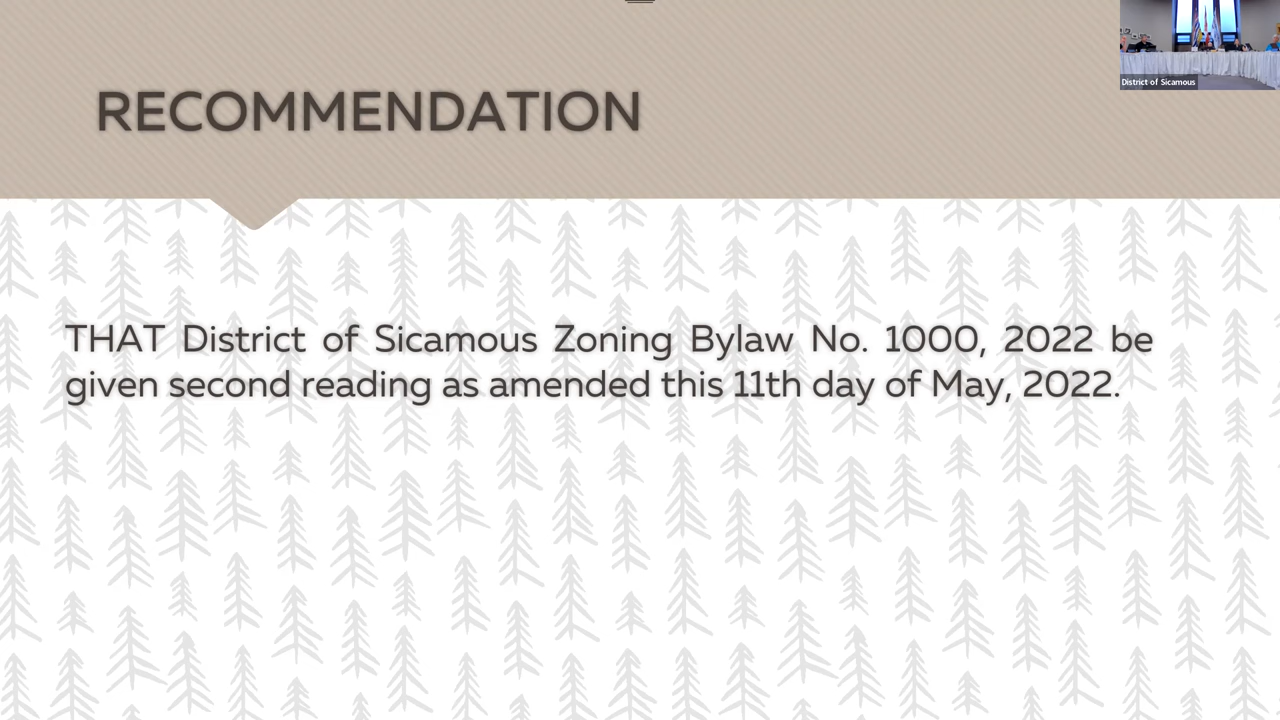 District of Sicamous
RECOMMENDATION
THAT District of Sicamous Zoning Bylaw No. 1000, 2022 be
given second reading as amended this 11th day of May, 2022.